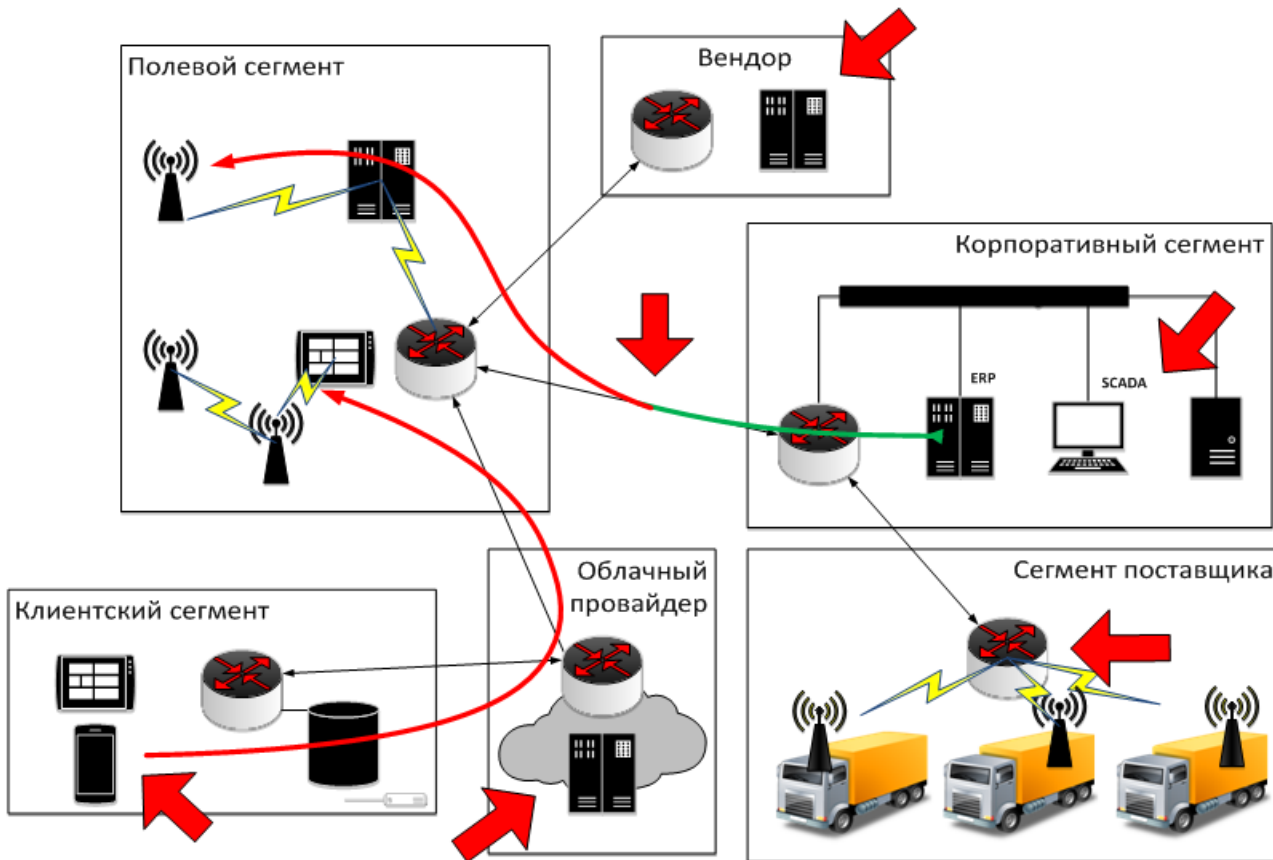 Полевой сегмент
Вендор
Корпоративный сегмент
ERP
SCADA
Облачный
провайдер
Сегмент поставщика
Клиентский сегмент